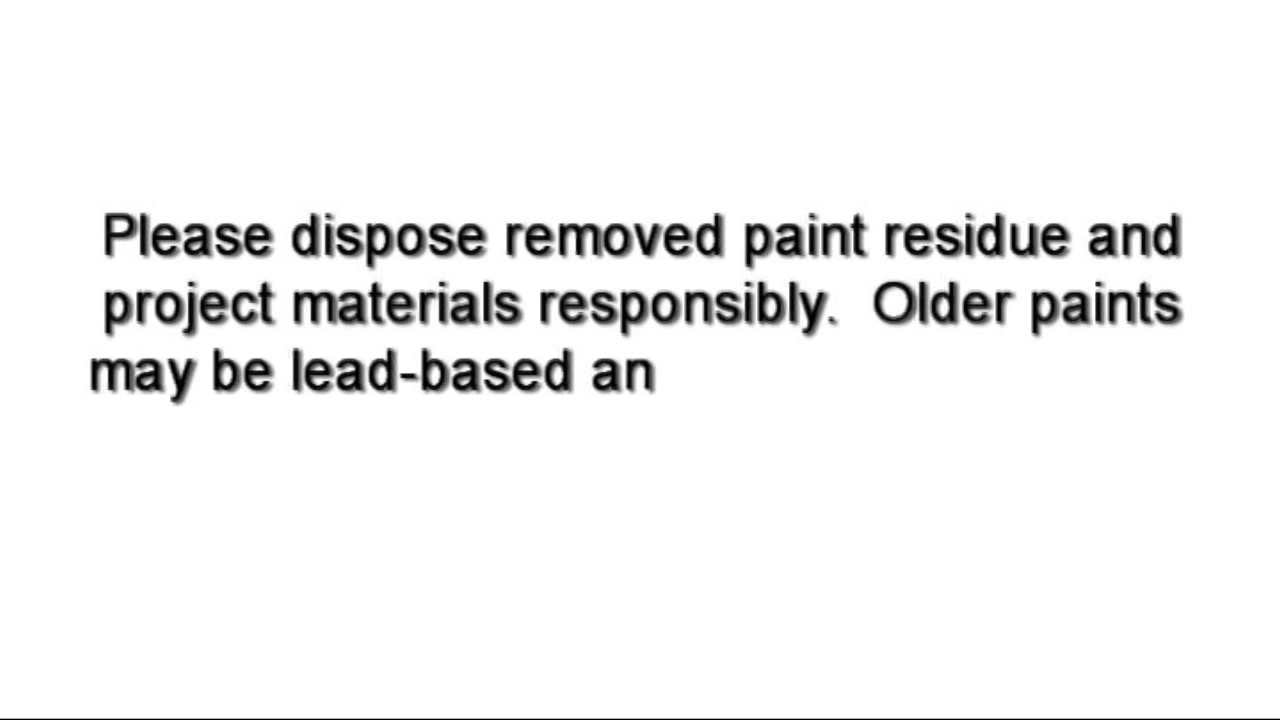 Please dispose removed paint residue and
project materials responsibly.  Older paints
may be lead-based an